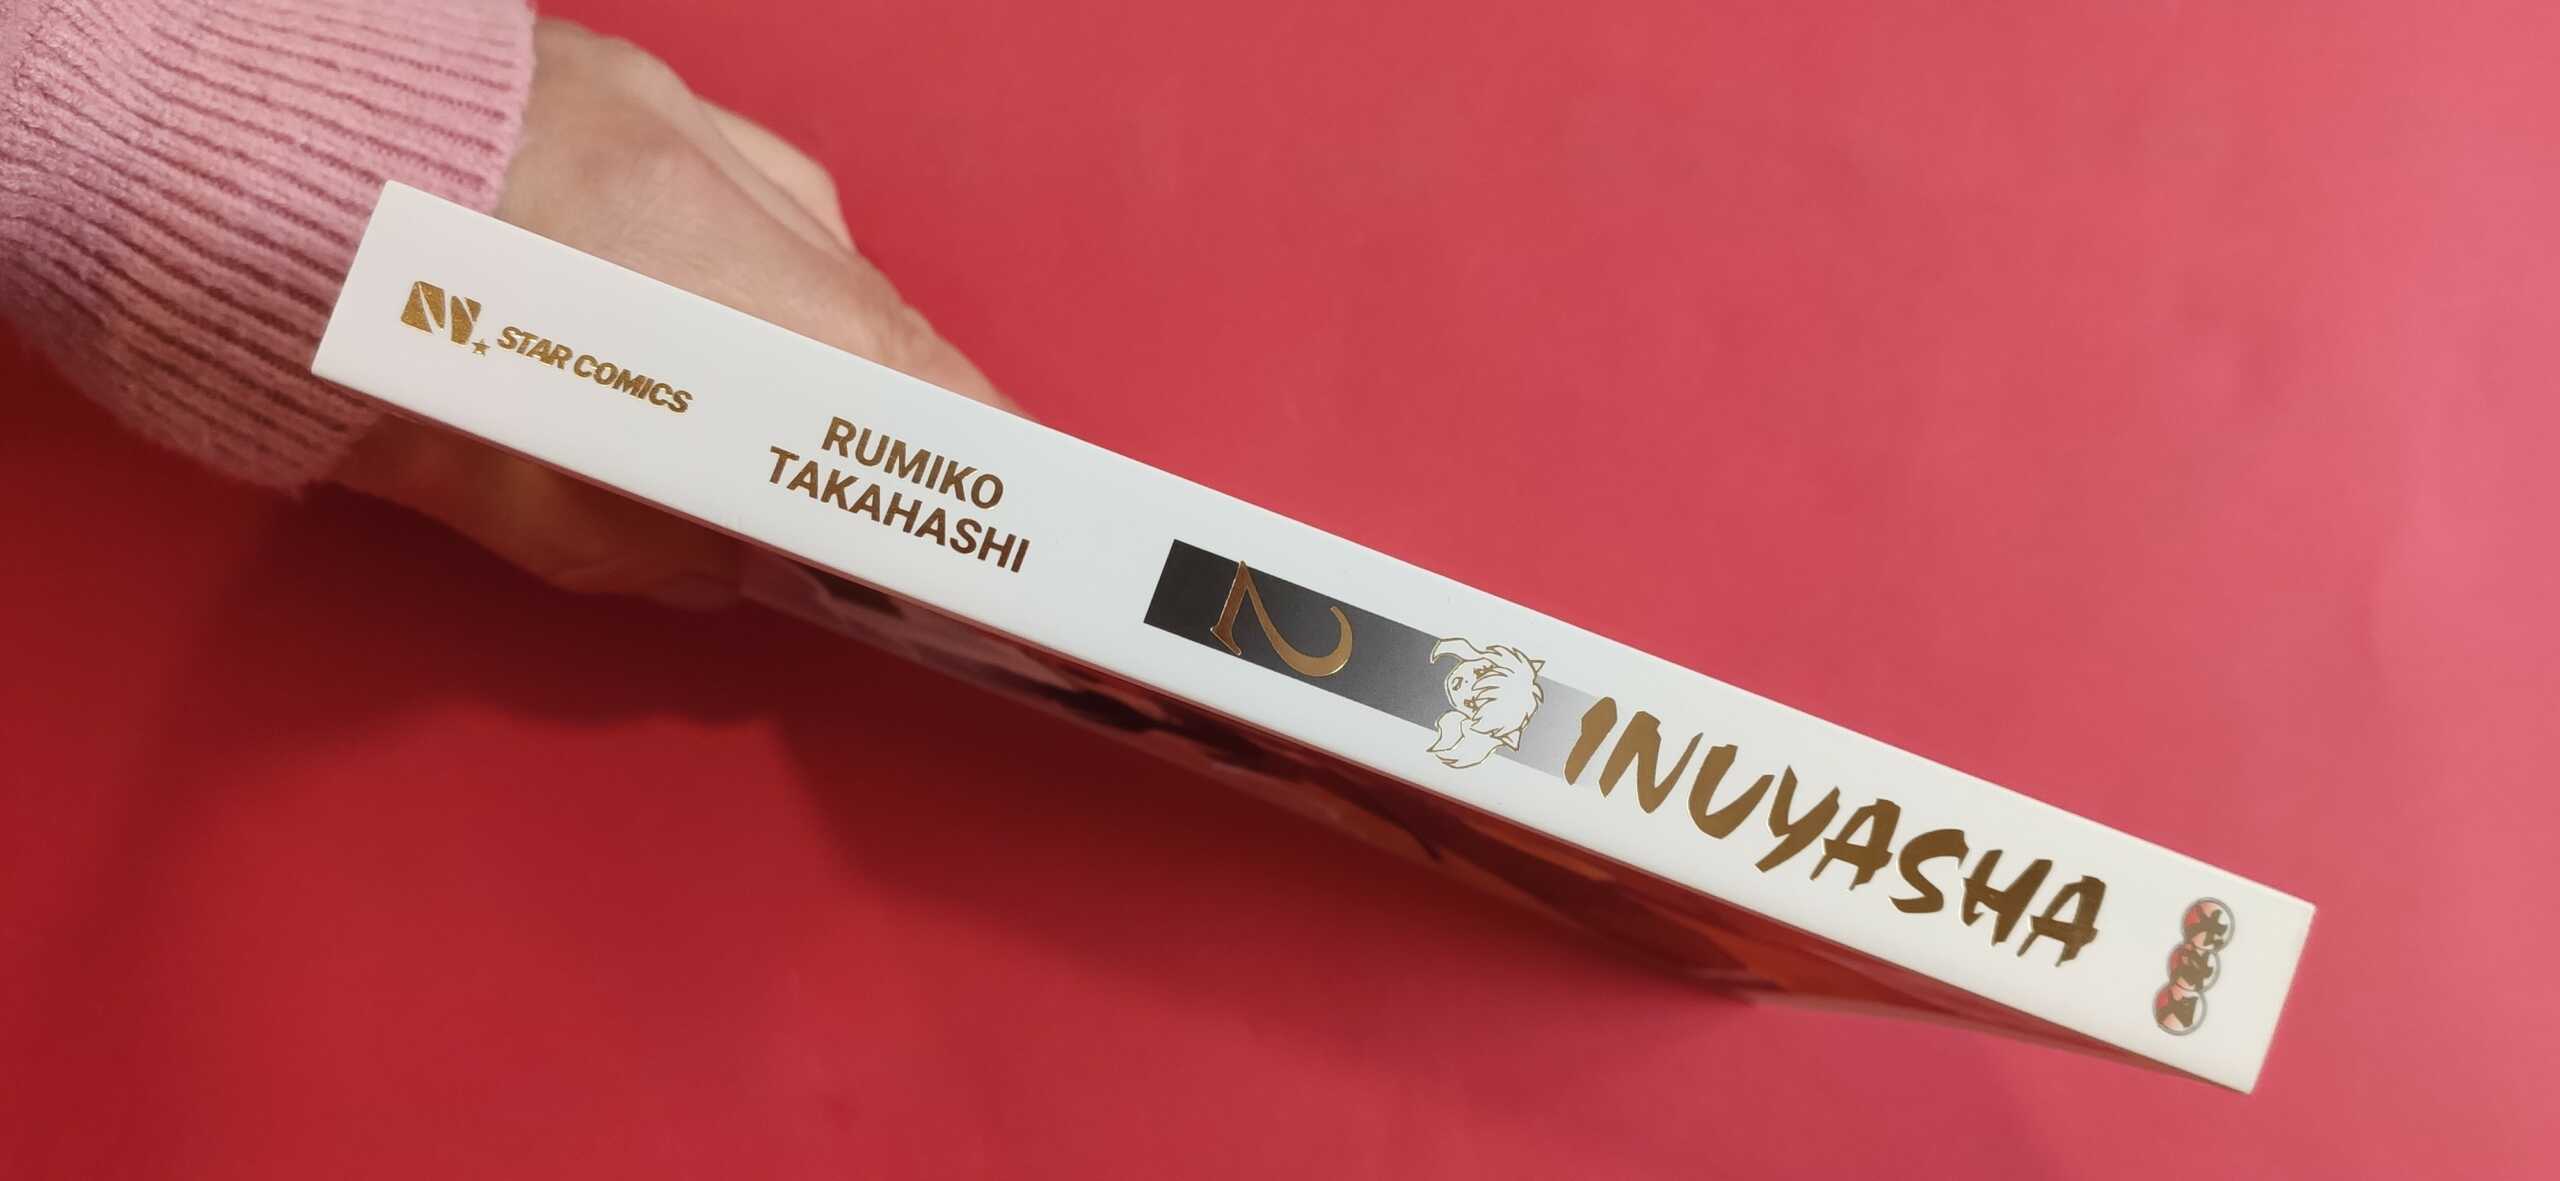 STAR COMICS
RUMIKO
TAKAHASHI
2
INUYASHA